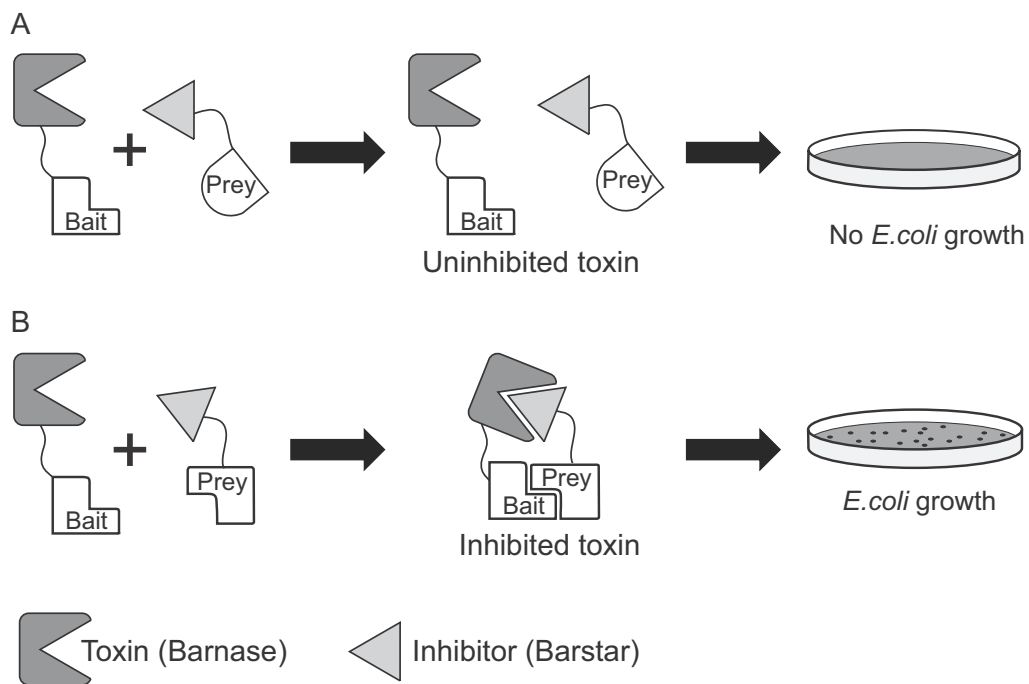 A
Prey
Bait
Prey
Bait
Uninhibited toxin
No E.coli growth
B
Prey
Bait
Prey
Bait
Inhibited toxin
E.coli growth
Toxin (Barnase)
Inhibitor (Barstar)